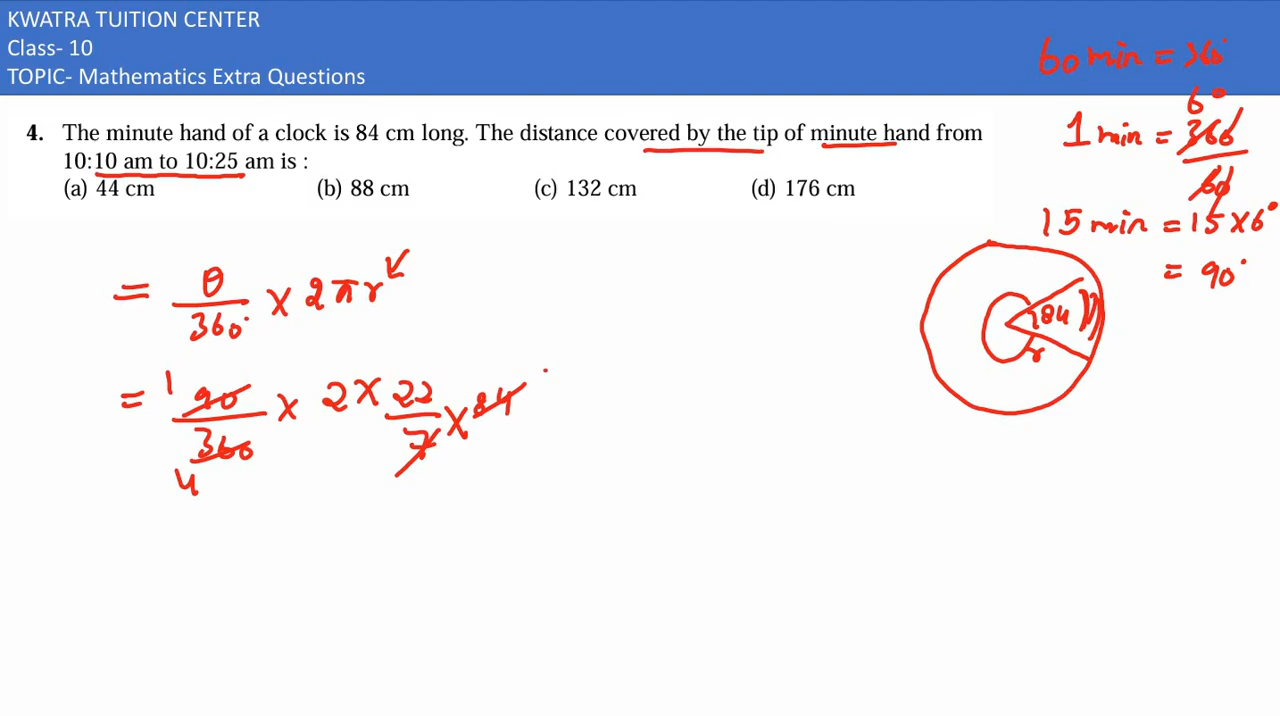 KWATRA TUITION CENTER
Class- 10
TOPIC- Mathematics Extra Questions
60 min = 360°
6°
1 min = 360/60
15 min = 15 × 6°
= 90°
4. The minute hand of a clock is 84 cm long. The distance covered by the tip of minute hand from
10:10 am to 10:25 am is :
(a) 44 cm (b) 88 cm (c) 132 cm (d) 176 cm
= θ/360° × 2πr
84
r
= 90/360 × 2 × 22/7 × 84
1
4